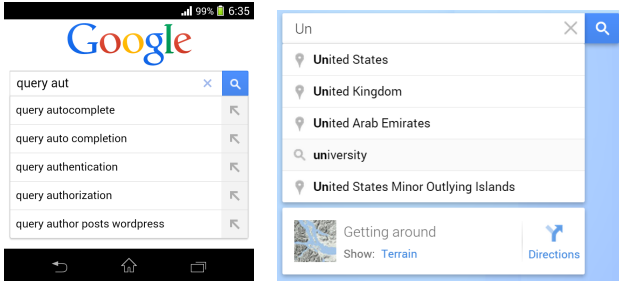 99% 6:35
Google
query aut
query autocomplete
query auto completion
query authentication
query authorization
query author posts wordpress
Un
United States
United Kingdom
United Arab Emirates
university
United States Minor Outlying Islands
Getting around
Show: Terrain
Directions